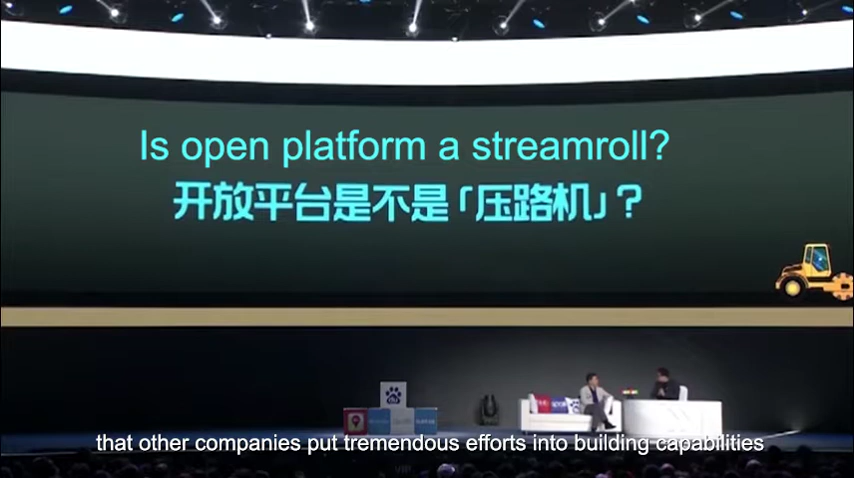 Is open platform a streamroll?
开放平台是不是「压路机」?
that other companies put tremendous efforts into building capabilities